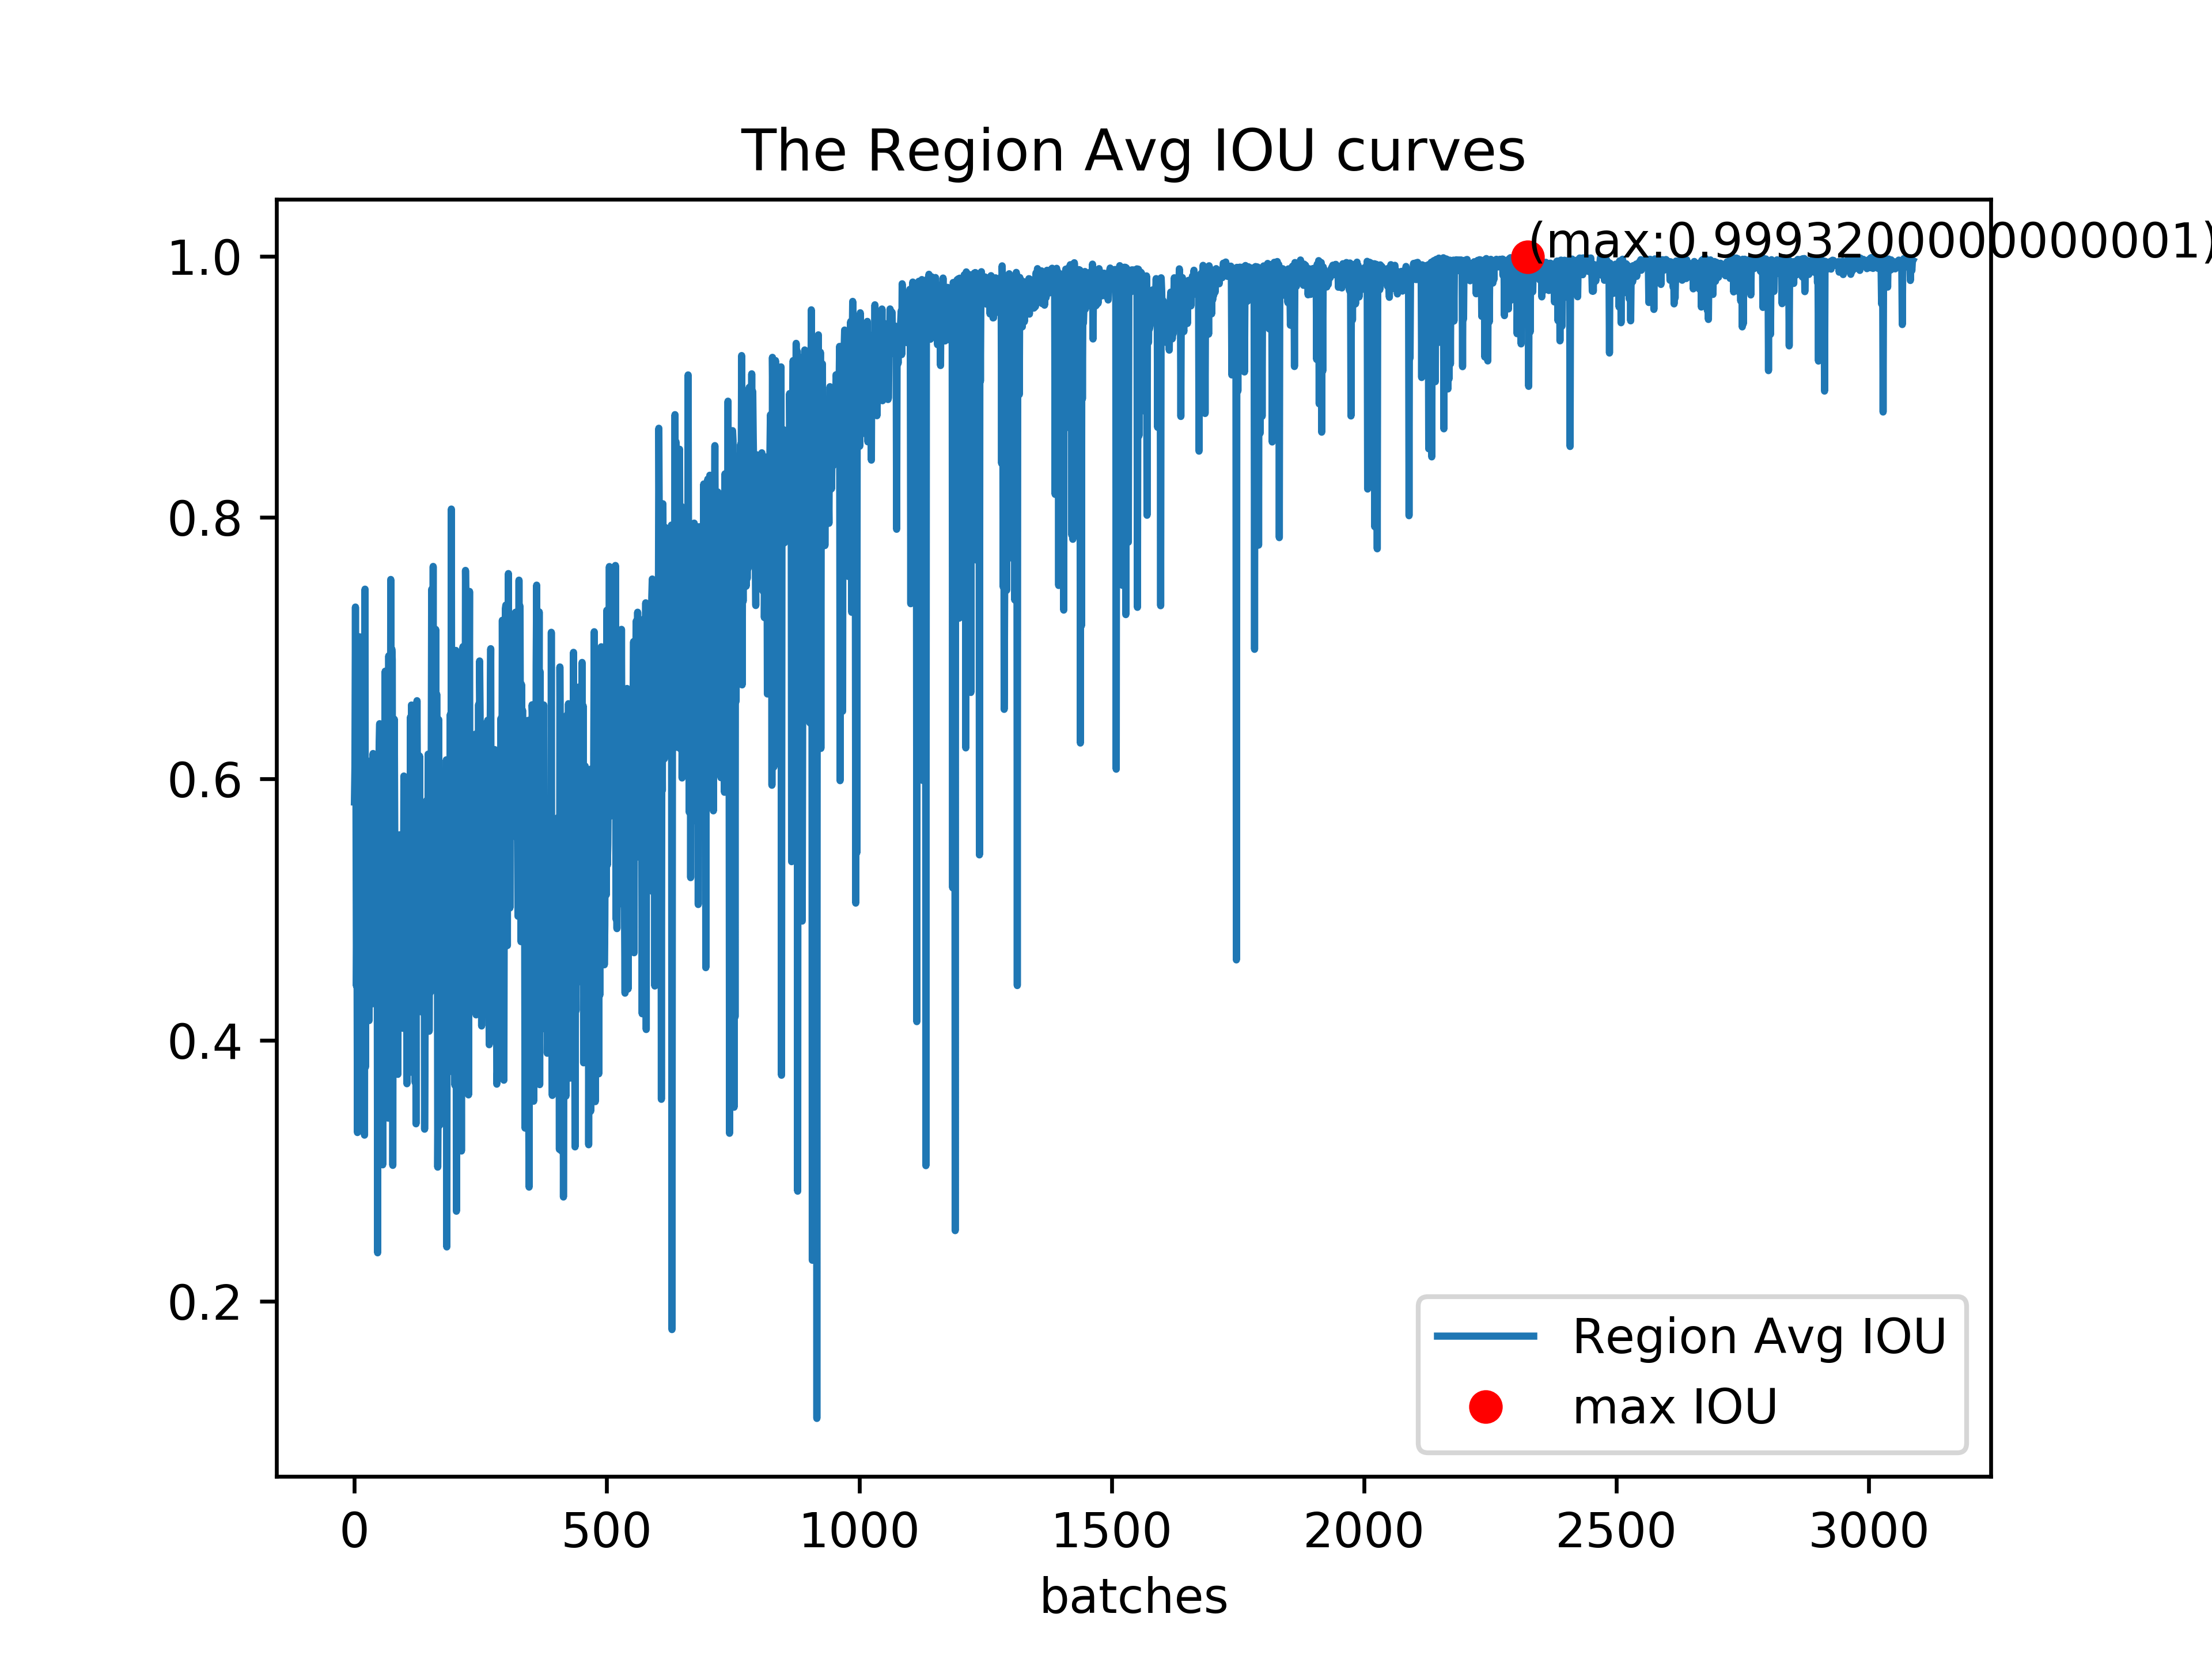 The Region Avg IOU curves
(max:0.9993200000000001)
1.0
0.8
0.6
0.4
0.2
Region Avg IOU
max IOU
0 500 1000 1500 2000 2500 3000
batches